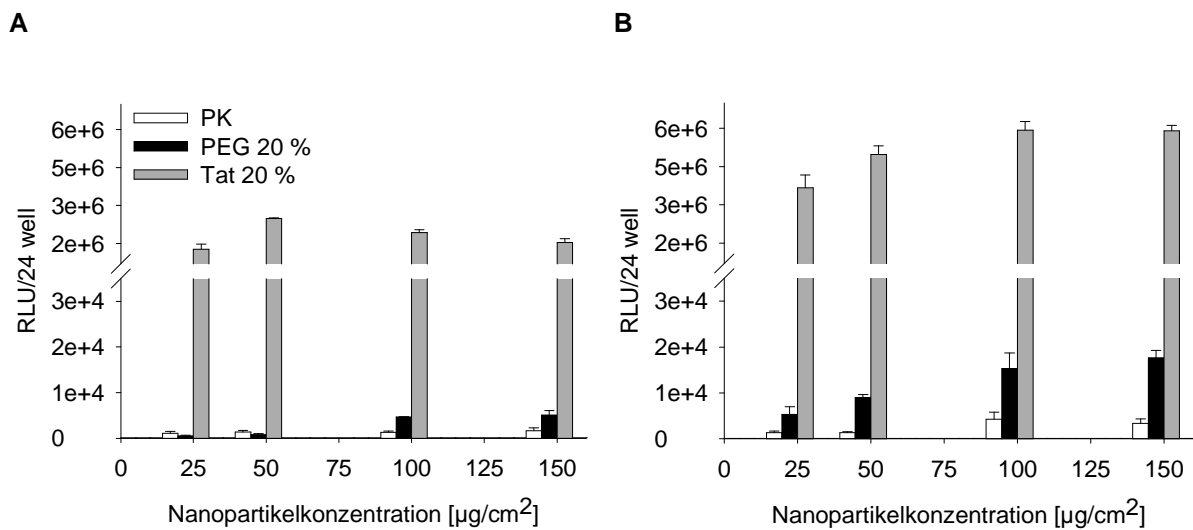 A
B
PK
PEG 20 %
Tat 20 %
RLU/24 well
6e+6
5e+6
3e+6
2e+6
3e+4
2e+4
1e+4
0
0 25 50 75 100 125 150
Nanopartikelkonzentration [µg/cm2]
RLU/24 well
6e+6
5e+6
3e+6
2e+6
3e+4
2e+4
1e+4
0
0 25 50 75 100 125 150
Nanopartikelkonzentration [µg/cm2]